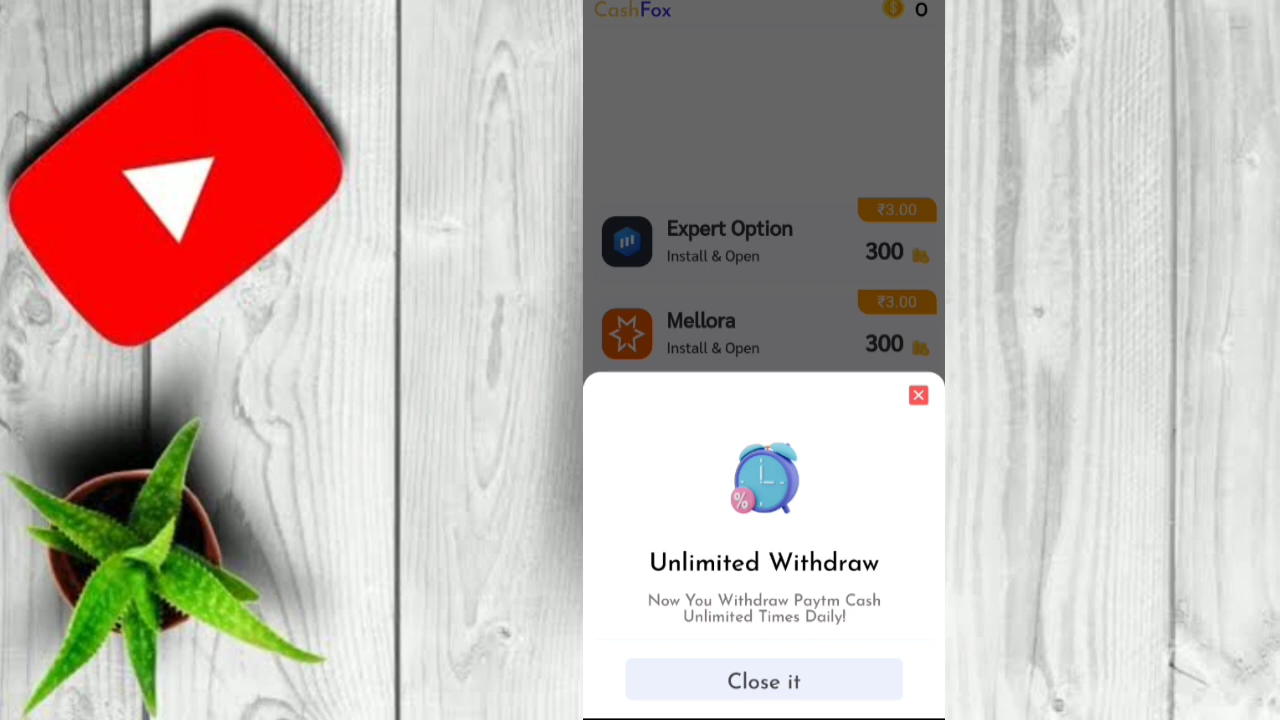 CashFox
0
₹3.00
Expert Option
Install & Open
300
₹3.00
Mellora
Install & Open
300
%
Unlimited Withdraw
Now You Withdraw Paytm Cash
Unlimited Times Daily!
Close it